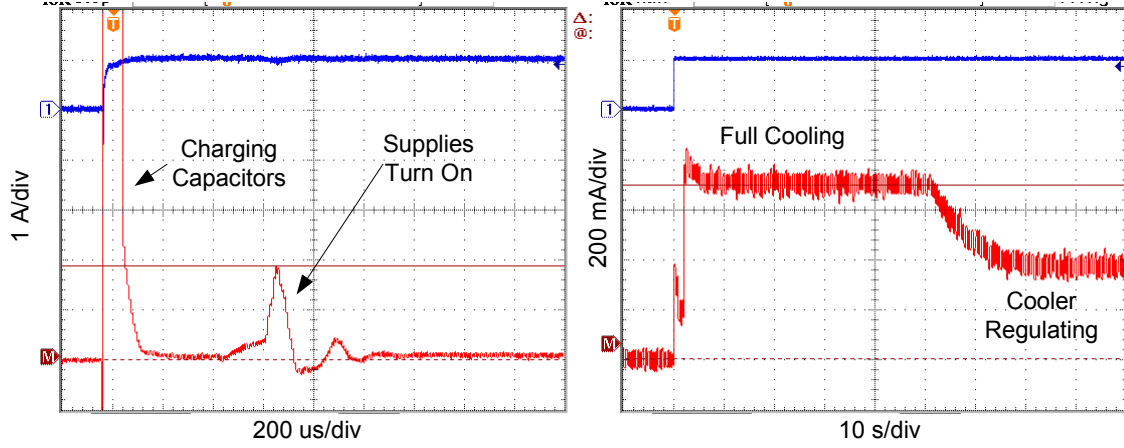 T
T
Δ:
@:
1
1
Full Cooling
Charging
Capacitors
Supplies
Turn On
1 A/div
200 mA/div
Cooler
Regulating
M
M
200 us/div
10 s/div